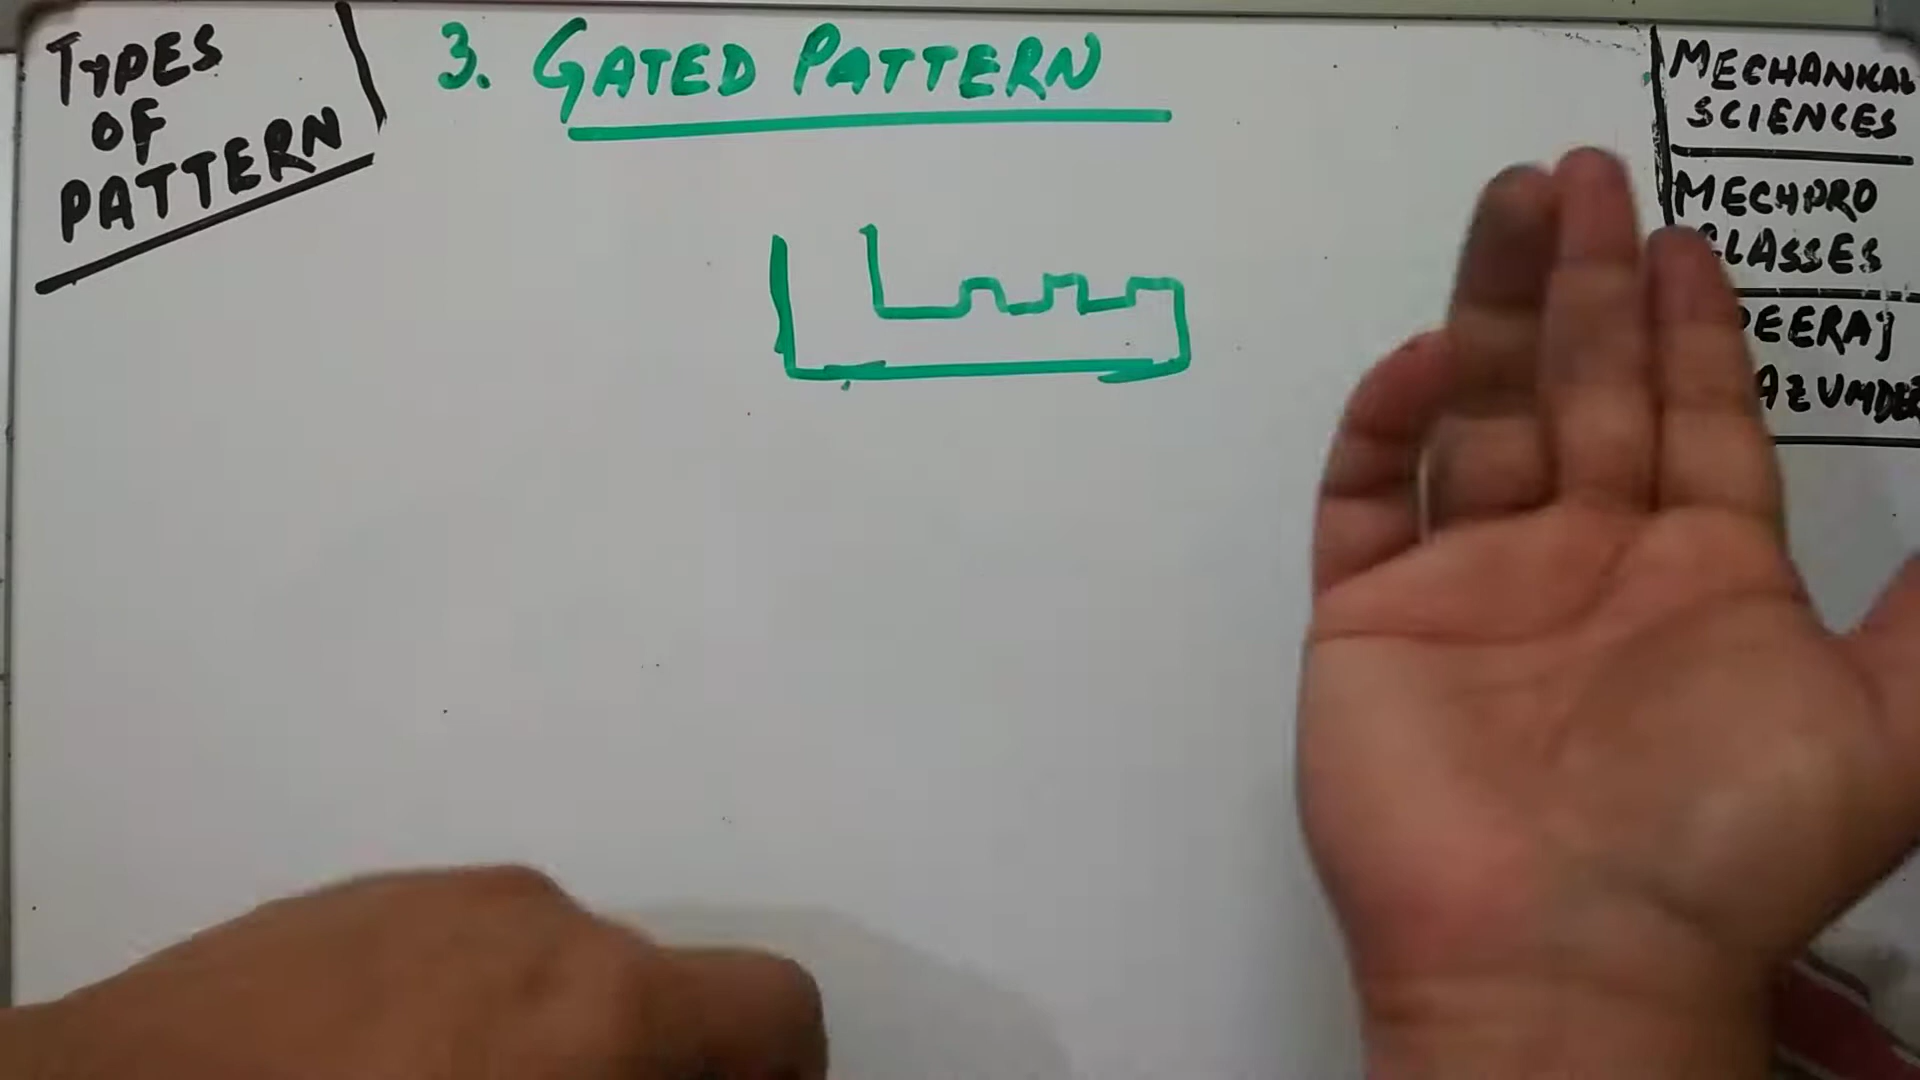 TYPES
OF
PATTERN
3. GATED PATTERN
MECHANICAL
SCIENCES
MECHPRO
CLASSES